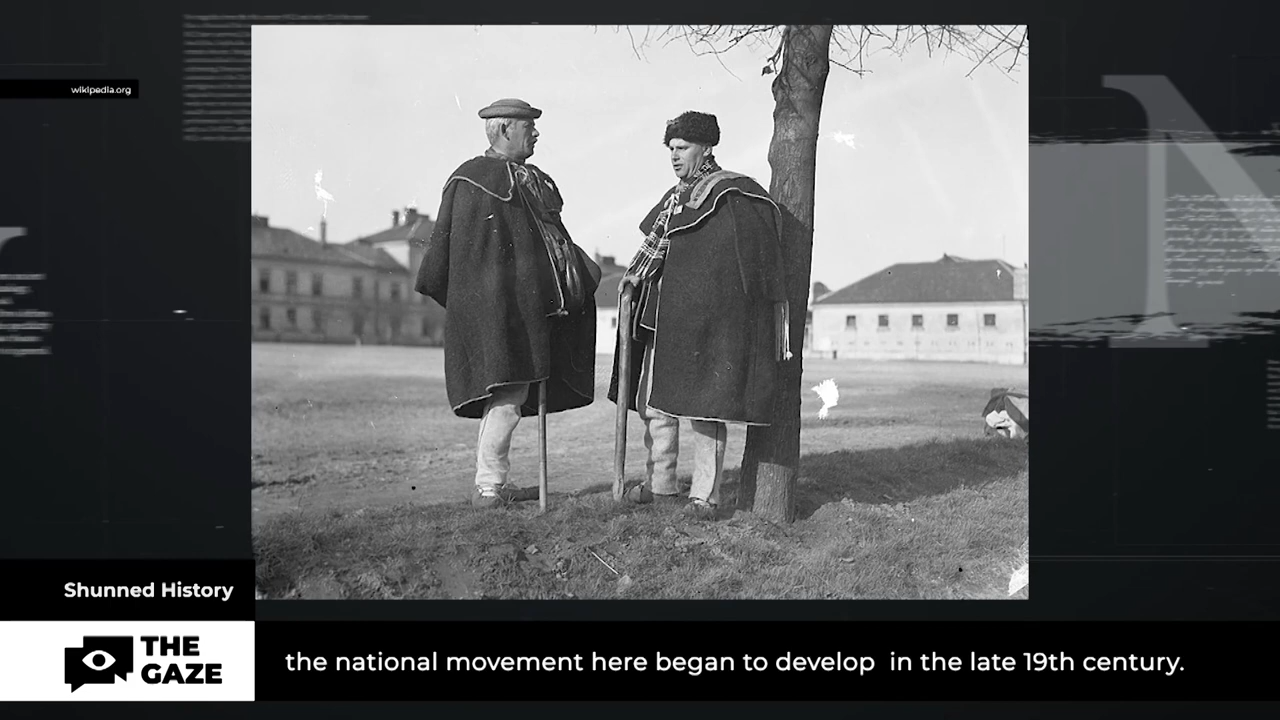 wikipedia.org
N
Shunned History
THE
GAZE
the national movement here began to develop in the late 19th century.